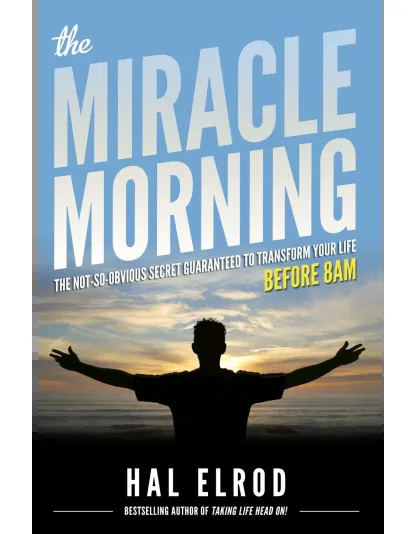 the
MIRACLE
MORNING
THE NOT-SO-OBVIOUS SECRET GUARANTEED TO TRANSFORM YOUR LIFE
BEFORE 8AM
HAL ELROD
BESTSELLING AUTHOR OF TAKING LIFE HEAD ON!